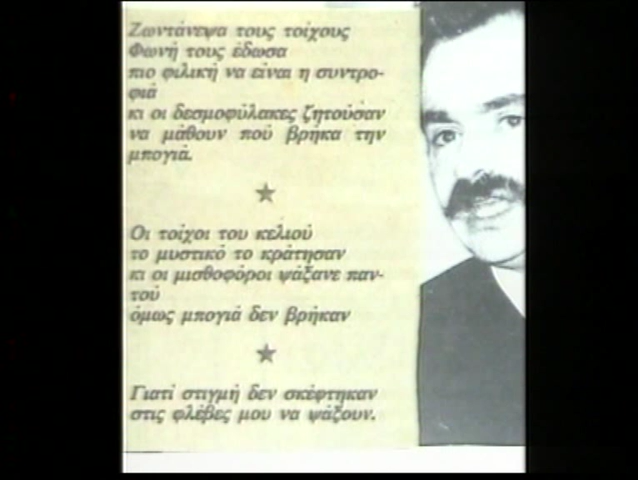 Ζωντάνεψα τους τοίχους
Φωνή τους έδωσα
πιο φιλική να είναι η συντρο-
φιά
κι οι δεσμοφύλακες ζητούσαν
να μάθουν πού βρήκα την
μπογιά.
Οι τοίχοι του κελιού
το μυστικό το κράτησαν
κι οι μισθοφόροι ψάξανε παν-
τού
όμως μπογιά δεν βρήκαν
Γιατί στιγμή δεν σκέφτηκαν
στις φλέβες μου να ψάξουν.